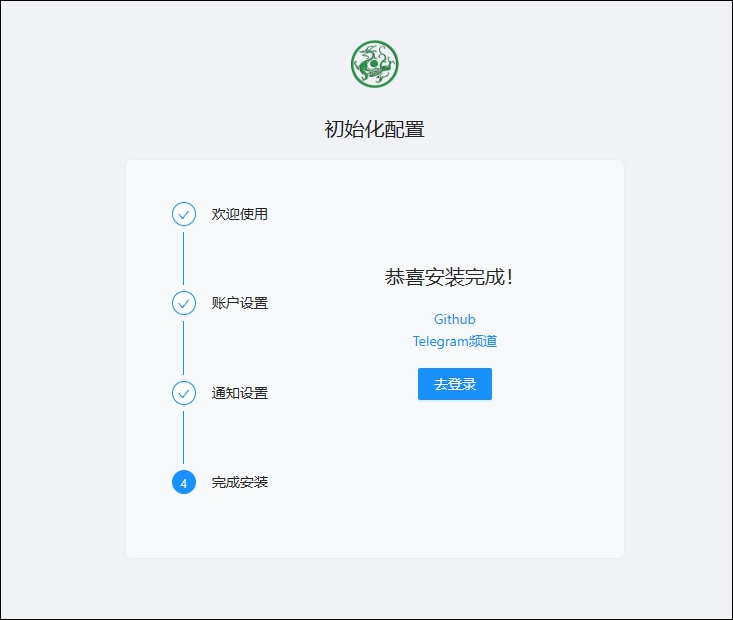 初始化配置
欢迎使用
账户设置
通知设置
4 完成安装
恭喜安装完成！
Github
Telegram频道
去登录